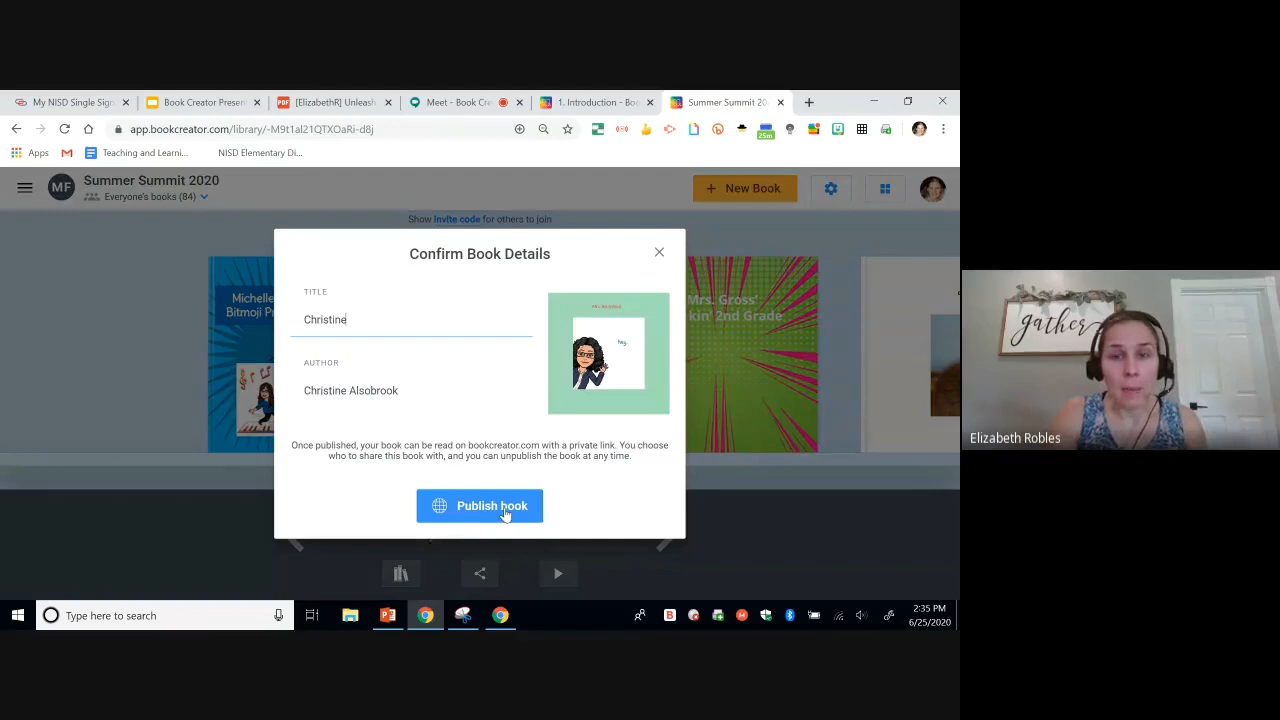 My NISD Single Sign
Book Creator Presen
[ElizabethR] Unleash
Meet - Book Cre
1. Introduction - Boo
Summer Summit 20
app.bookcreator.com/library/-M9t1al21QTXOaRi-d8j
25m
Apps
Teaching and Learni...
NISD Elementary Di...
MF
Summer Summit 2020
Everyone's books (84)
+ New Book
Show Invite code for others to join
Confirm Book Details
TITLE
Christine
AUTHOR
Christine Alsobrook
hey
Once published, your book can be read on bookcreator.com with a private link. You choose
who to share this book with, and you can unpublish the book at any time.
Publish book
Michelle
Bitmoji Pr
Mrs. Gross'
kin' 2nd Grade
gather
Elizabeth Robles
Type here to search
2:35 PM
6/25/2020